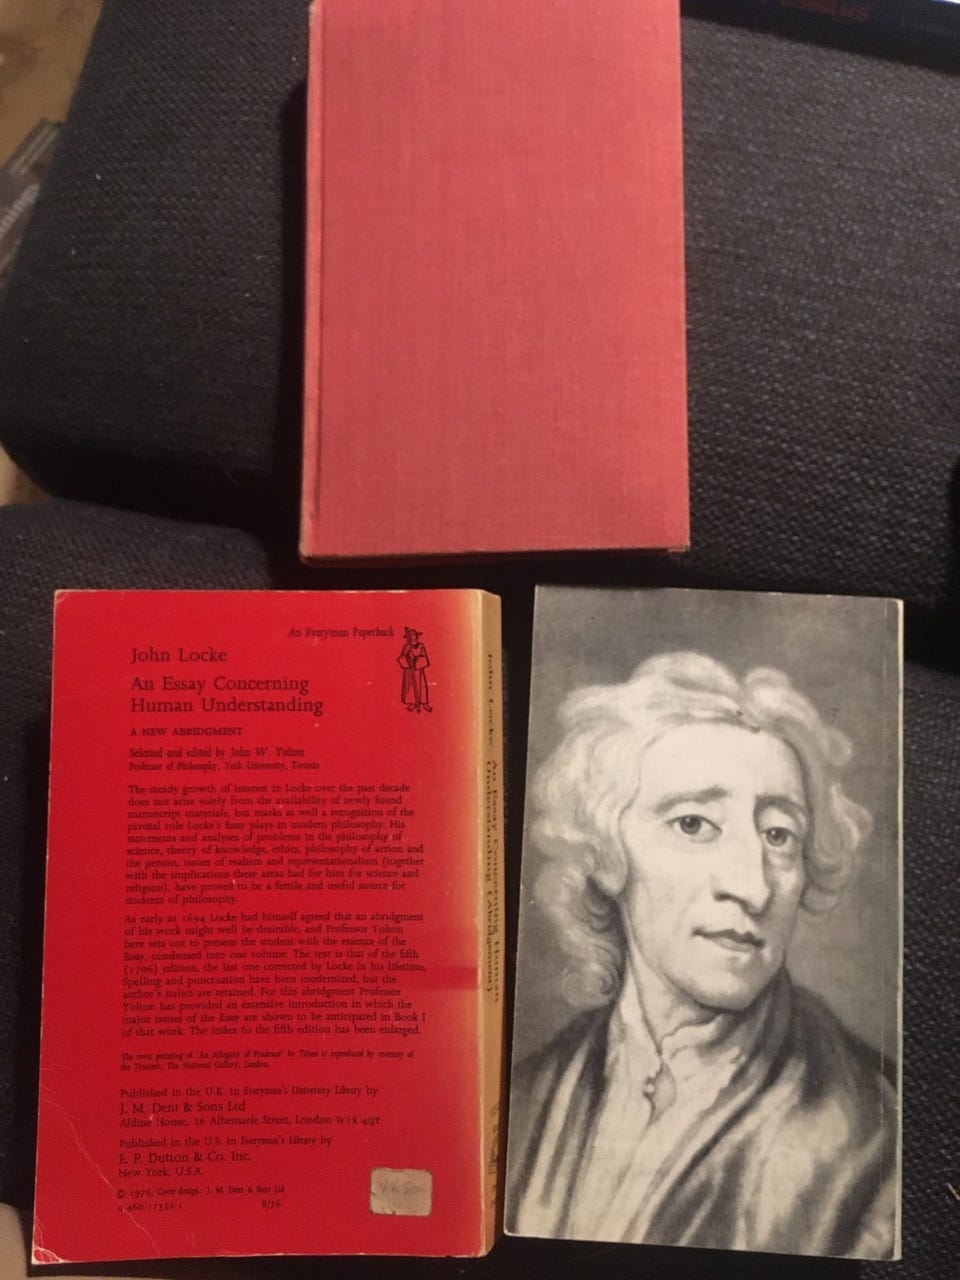 An Everyman Paperback
John Locke
An Essay Concerning
Human Understanding
A NEW ABRIDGMENT
Selected and edited by John W. Yolton
Professor of Philosophy, York University, Toronto
The steady growth of interest in Locke over the past decade
does not arise solely from the availability of newly found
manuscript materials, but marks as well a recognition of the
pivotal role Locke's Essay plays in modern philosophy. His
statements and analyses of problems in the philosophy of
science, theory of knowledge, ethics, philosophy of action and
the person, issues of realism and representationalism (together
with the implications these areas had for him for science and
religion), have proved to be a fertile and useful source for
students of philosophy.
As early as 1694 Locke had himself agreed that an abridgment
of his work might well be desirable, and Professor Yolton
here sets out to present the student with the essence of the
Essay, condensed into one volume. The text is that of the fifth
(1706) edition, the last one corrected by Locke in his lifetime.
Spelling and punctuation have been modernized, but the
author's italics are retained. For this abridgment Professor
Yolton has provided an extensive introduction in which the
major issues of the Essay are shown to be anticipated in Book I
of that work. The index to the fifth edition has been enlarged.
The cover painting of 'An Allegory of Prudence' by Titian is reproduced by courtesy of
the Trustees, The National Gallery, London.
Published in the U.K. in Everyman's University Library by
J. M. Dent & Sons Ltd
Aldine House, 26 Albemarle Street, London W1X 4QT
Published in the U.S. in Everyman's Library by
E. P. Dutton & Co. Inc.
New York, U.S.A.
© 1976, Cover design: J. M. Dent & Sons Ltd
0 460 11332 1 8/76
John Locke An Essay Concerning Human
Understanding (Abridgment)